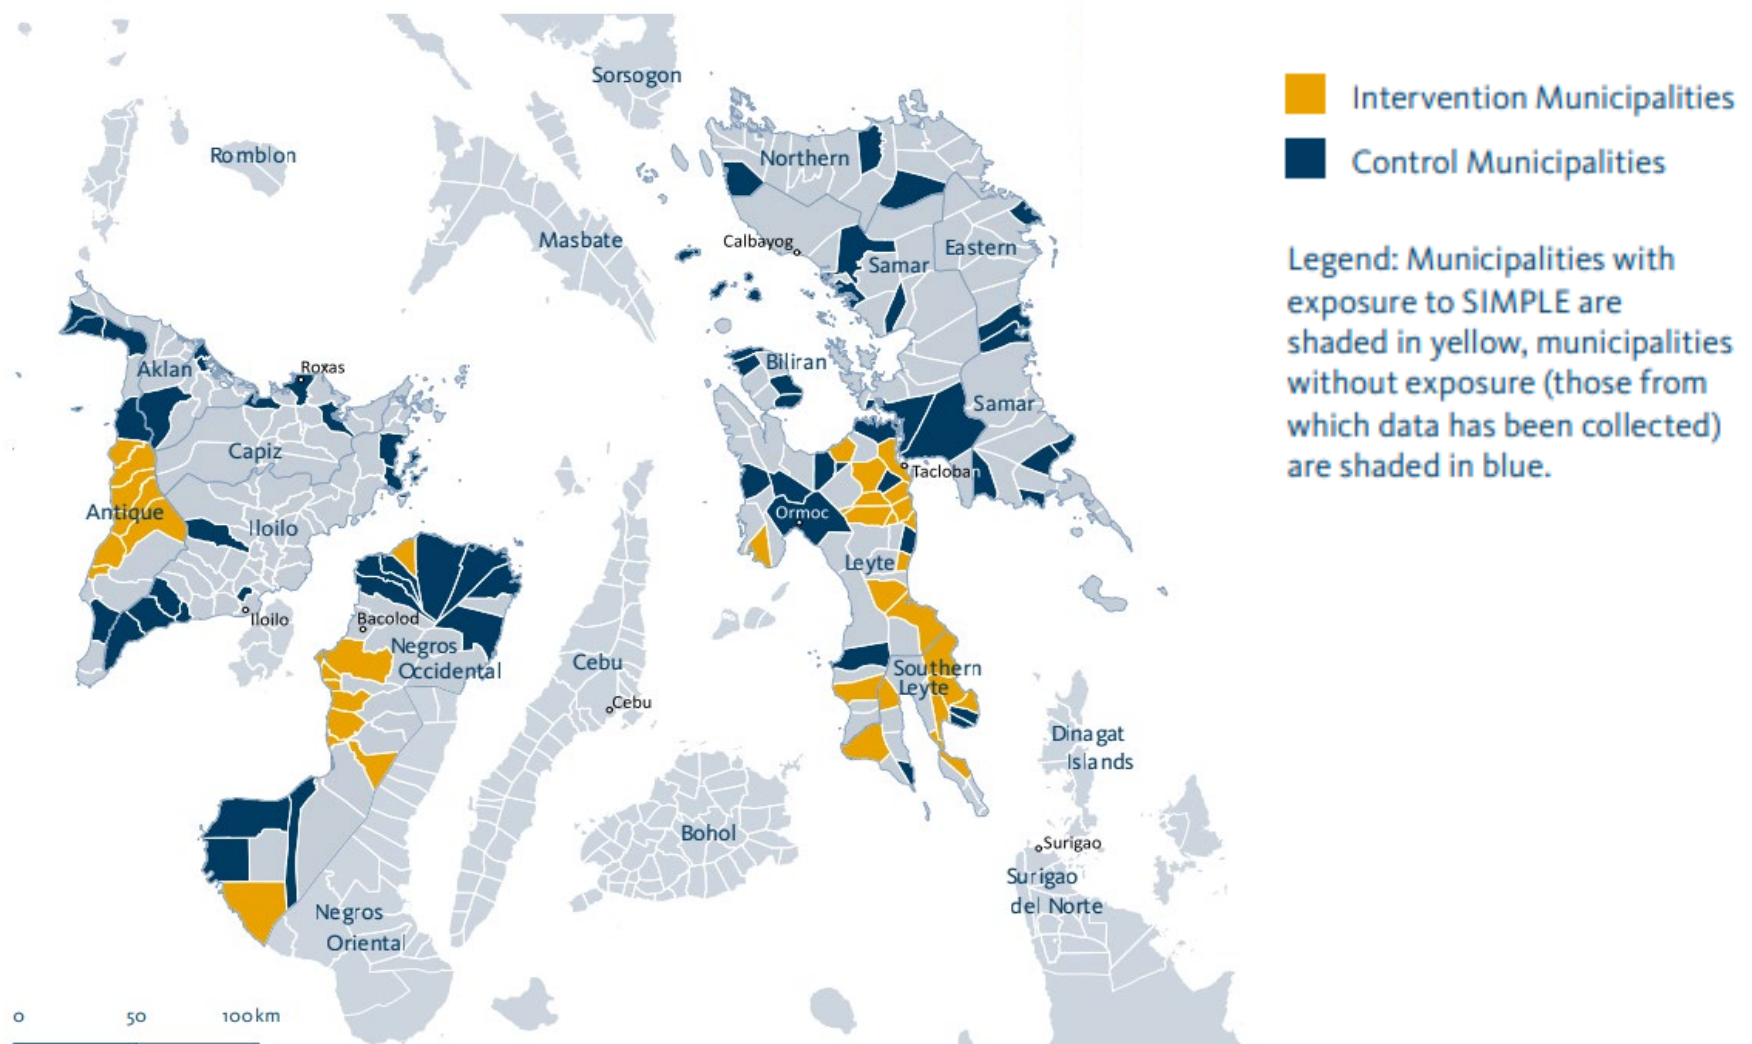 Sorsogon
Romblon
Northern
Masbate
Calbayog
Samar
Eastern
Aklan
Roxas
Biliran
Samar
Capiz
Tacloban
Antique
Iloilo
Ormoc
Leyte
Iloilo
Bacolod
Negros
Occidental
Cebu
Southern
Leyte
Cebu
Dinagat
Islands
Bohol
Surigao
Surigao
del Norte
Negros
Oriental
0 50 100km
Intervention Municipalities
Control Municipalities
Legend: Municipalities with
exposure to SIMPLE are
shaded in yellow, municipalities
without exposure (those from
which data has been collected)
are shaded in blue.